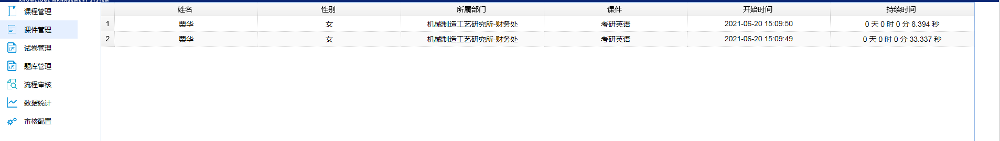 KNOWLEDGE MANAGEMENT SYSTEM
课程管理
课件管理
试卷管理
题库管理
流程审核
数据统计
审核配置
姓名 性别 所属部门 课件 开始时间 持续时间
1 栗华 女 机械制造工艺研究所-财务处 考研英语 2021-06-20 15:09:50 0 天 0 时 0 分 8.394 秒
2 栗华 女 机械制造工艺研究所-财务处 考研英语 2021-06-20 15:09:49 0 天 0 时 0 分 33.337 秒